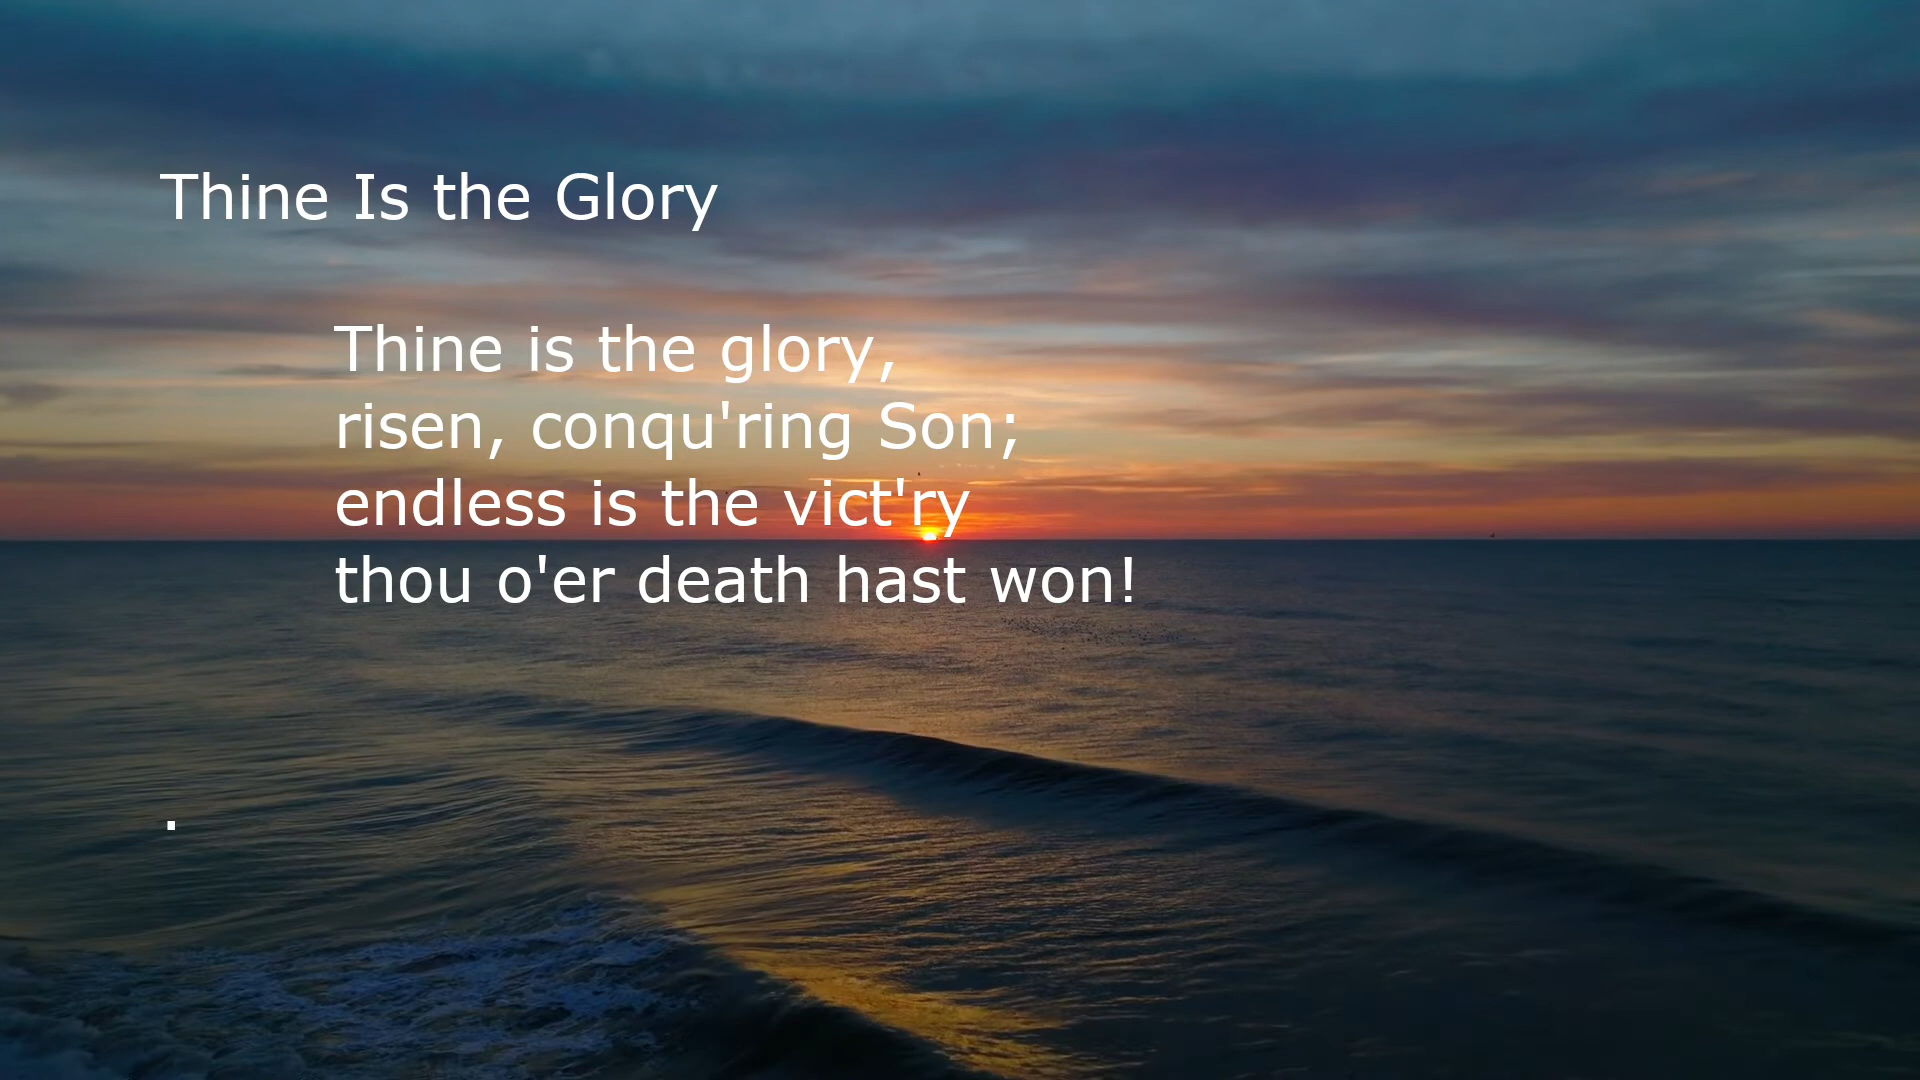 Thine Is the Glory
Thine is the glory,
risen, conqu'ring Son;
endless is the vict'ry
thou o'er death hast won!
.